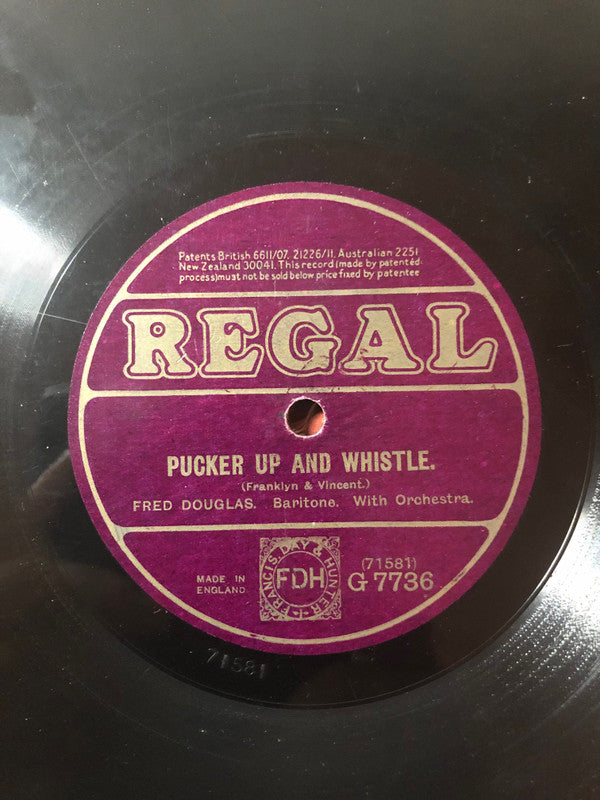 Patents British 6611/07. 21226/11. Australian 2251
New Zealand 30041. This record (made by patented
process) must not be sold below price fixed by patentee
REGAL
PUCKER UP AND WHISTLE.
(Franklyn & Vincent.)
FRED DOUGLAS. Baritone. With Orchestra.
MADE IN
ENGLAND
FRANCIS DAY & HUNTER
FDH
(71581)
G 7736
71581